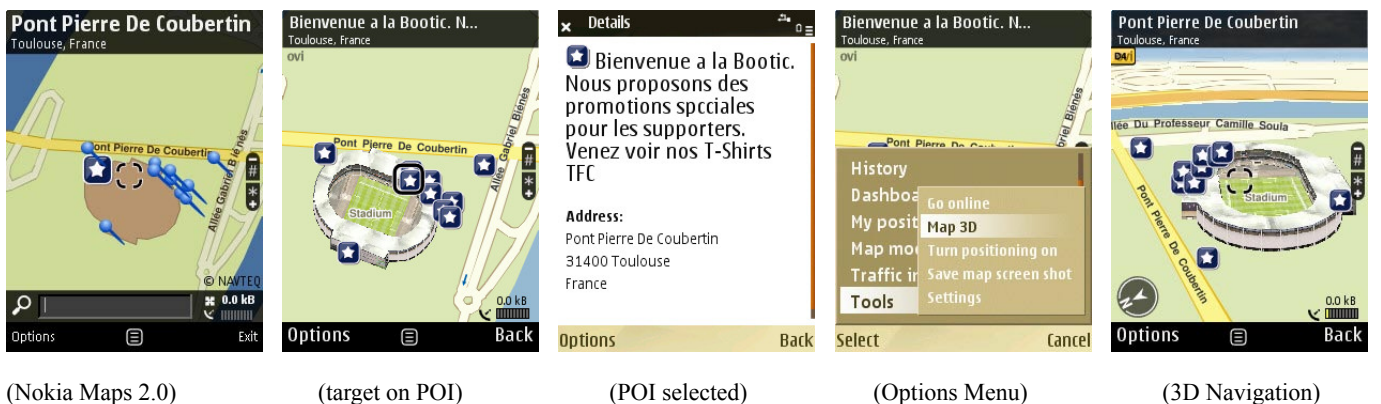 Pont Pierre De Coubertin
Toulouse, France
Pont Pierre De Coubertin
Allée Gabriel Biénès
© NAVTEQ
0.0 kB
Options
Exit
Bienvenue a la Bootic. N...
Toulouse, France
ovi
Pont Pierre De Coubertin
Allée Gabriel Biénès
Stadium
#
*
0.0 kB
Options
Back
Details
Bienvenue a la Bootic.
Nous proposons des
promotions spcciales
pour les supporters.
Venez voir nos T-Shirts
TFC
Address:
Pont Pierre De Coubertin
31400 Toulouse
France
Options
Back
Bienvenue a la Bootic. N...
Toulouse, France
ovi
History
Dashboa
My posit
Map mo
Traffic in
Tools
Go online
Map 3D
Turn positioning on
Save map screen shot
Settings
Select
Cancel
Pont Pierre De Coubertin
Toulouse, France
llée Du Professeur Camille Soula
Pont Pierre De Coubertin
Stadium
#
*
0.0 kB
Options
Back
(Nokia Maps 2.0)
(target on POI)
(POI selected)
(Options Menu)
(3D Navigation)